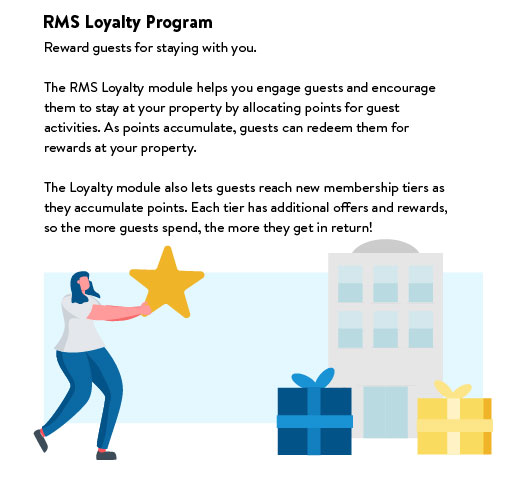 RMS Loyalty Program
Reward guests for staying with you.
The RMS Loyalty module helps you engage guests and encourage
them to stay at your property by allocating points for guest
activities. As points accumulate, guests can redeem them for
rewards at your property.
The Loyalty module also lets guests reach new membership tiers as
they accumulate points. Each tier has additional offers and rewards,
so the more guests spend, the more they get in return!